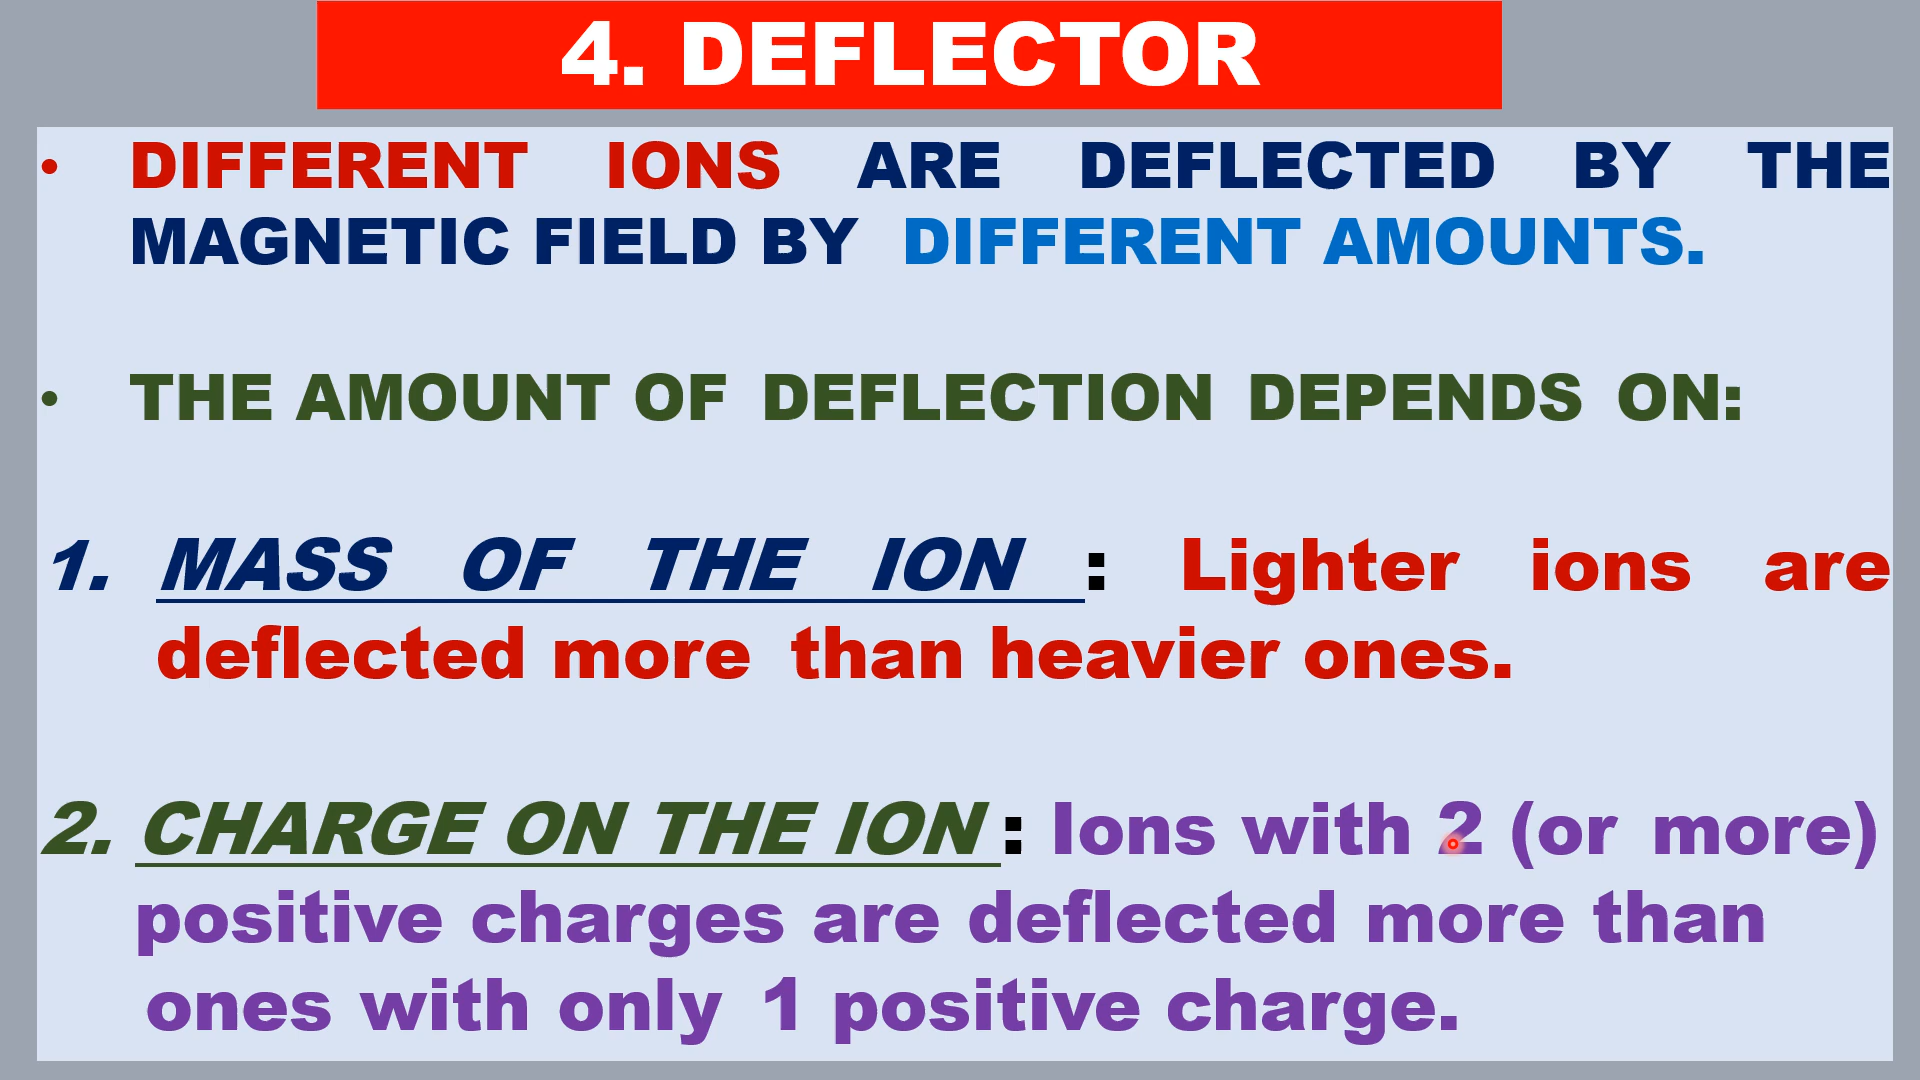 4. DEFLECTOR
• DIFFERENT IONS ARE DEFLECTED BY THE
MAGNETIC FIELD BY DIFFERENT AMOUNTS.
• THE AMOUNT OF DEFLECTION DEPENDS ON:
1. MASS OF THE ION : Lighter ions are
deflected more than heavier ones.
2. CHARGE ON THE ION : Ions with 2 (or more)
positive charges are deflected more than
ones with only 1 positive charge.